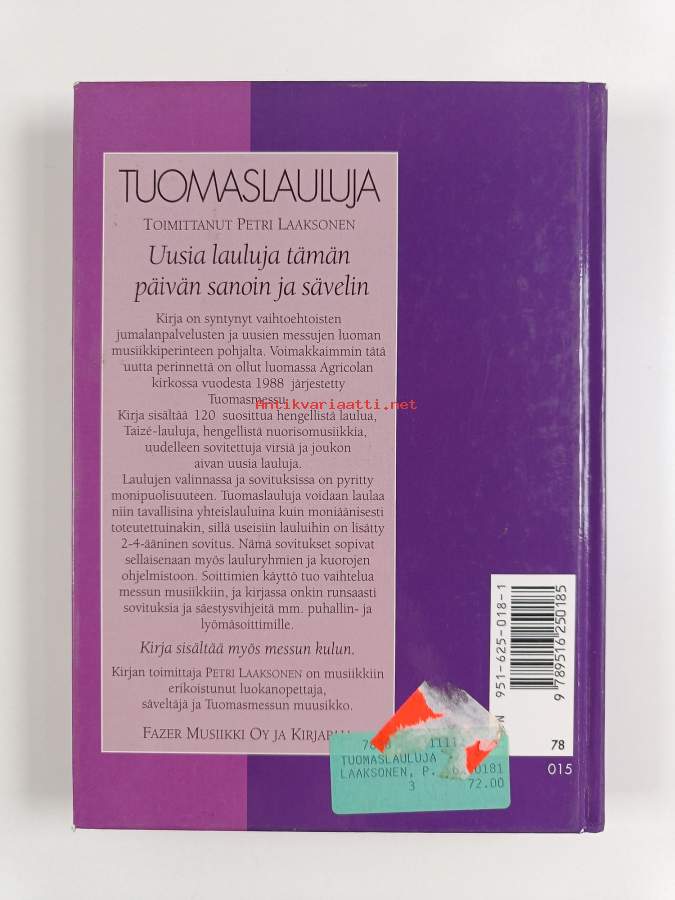 TUOMASLAULUJA
TOIMITTANUT PETRI LAAKSONEN
Uusia lauluja tämän
päivän sanoin ja sävelin
Kirja on syntynyt vaihtoehtoisten
jumalanpalvelusten ja uusien messujen luoman
musiikkiperinteen pohjalta. Voimakkaimmin tätä
uutta perinnettä on ollut luomassa Agricolan
kirkossa vuodesta 1988 järjestetty
Tuomasmessu.
Antikvariaatti.net
Kirja sisältää 120 suosittua hengellistä laulua,
Taizé-lauluja, hengellistä nuorisomusiikkia,
uudelleen sovitettuja virsiä ja joukon
aivan uusia lauluja.
Laulujen valinnassa ja sovituksissa on pyritty
monipuolisuuteen. Tuomaslauluja voidaan laulaa
niin tavallisina yhteislauluina kuin moniäänisesti
toteutettuinakin, sillä useisiin lauluihin on lisätty
2-4-ääninen sovitus. Nämä sovitukset sopivat
sellaisenaan myös lauluryhmien ja kuorojen
ohjelmistoon. Soittimien käyttö tuo vaihtelua
messun musiikkiin, ja kirjassa onkin runsaasti
sovituksia ja säestysvihjeitä mm. puhallin- ja
lyömäsoittimille.
Kirja sisältää myös messun kulun.
Kirjan toimittaja PETRI LAAKSONEN on musiikkiin
erikoistunut luokanopettaja,
säveltäjä ja Tuomasmessun muusikko.
FAZER MUSIIKKI OY JA
TUOMASLAULUJA
LAAKSONEN, P.
3 72.00
951-625-018-1
9 789516 250185
78
015